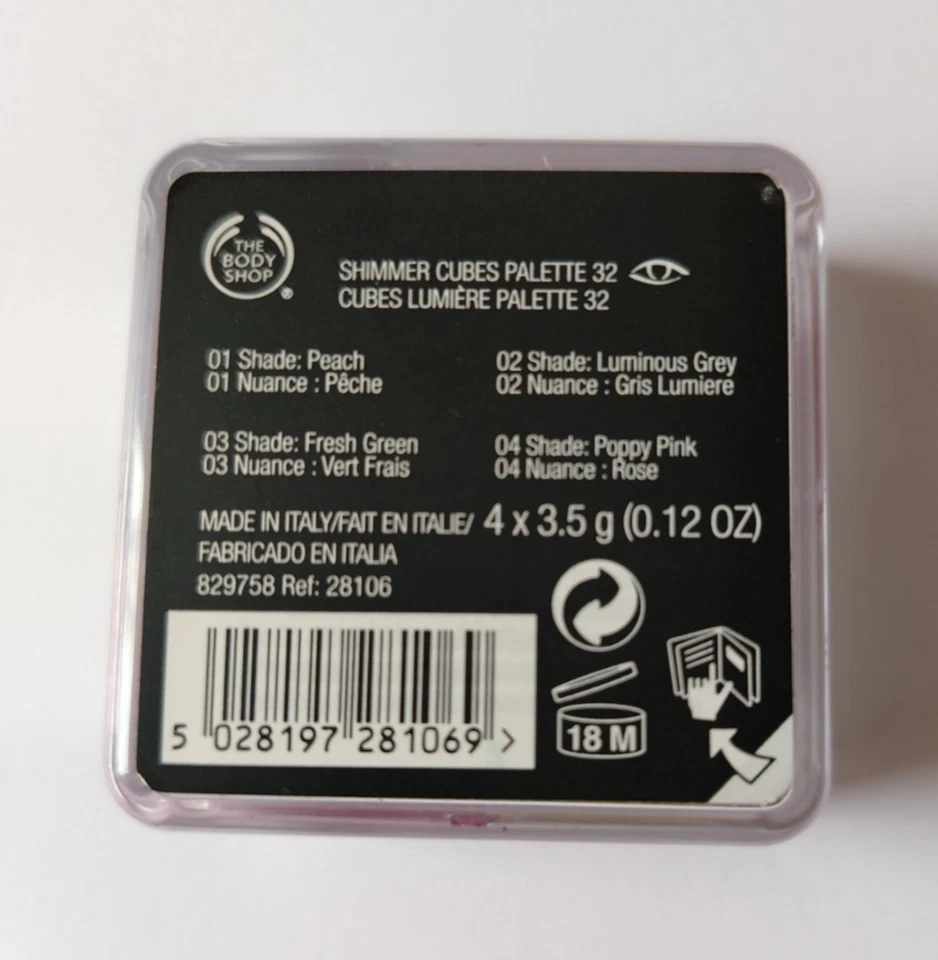 THE
BODY
SHOP
®
SHIMMER CUBES PALETTE 32
CUBES LUMIÈRE PALETTE 32
01 Shade: Peach
01 Nuance : Pêche
02 Shade: Luminous Grey
02 Nuance : Gris Lumiere
03 Shade: Fresh Green
03 Nuance : Vert Frais
04 Shade: Poppy Pink
04 Nuance : Rose
MADE IN ITALY/FAIT EN ITALIE/
FABRICADO EN ITALIA
4 x 3.5 g (0.12 OZ)
829758 Ref: 28106
5 028197 281069 >
18 M